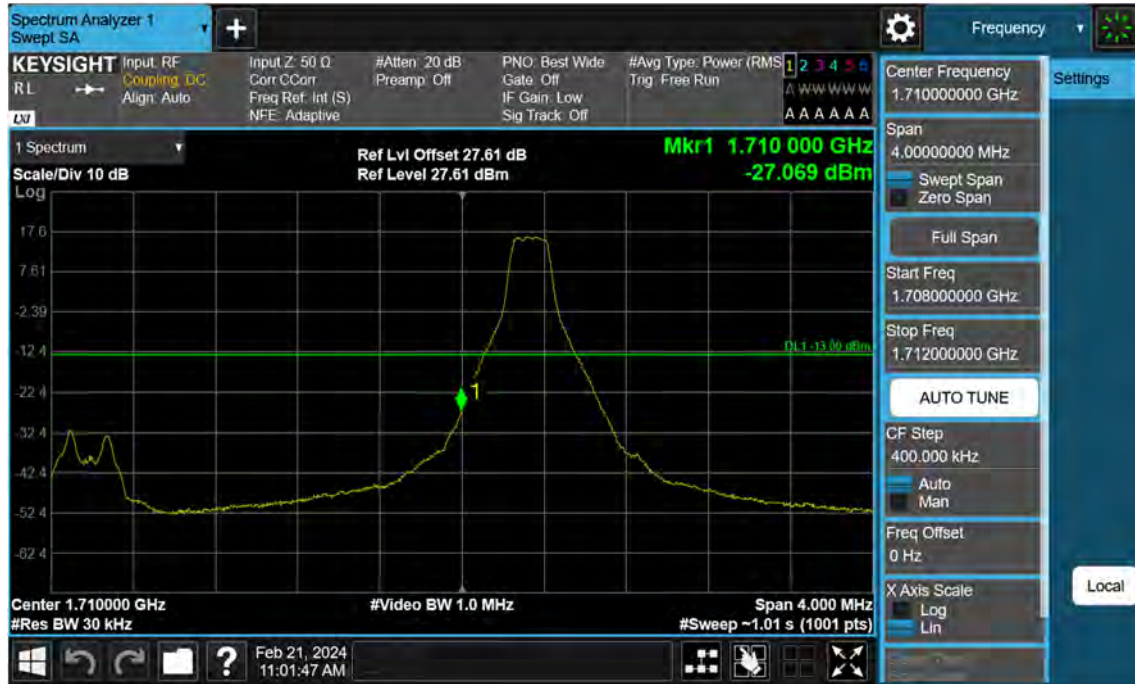 Spectrum Analyzer 1
Swept SA
Frequency
KEYSIGHT
RL
LXI
Input: RF
Coupling: DC
Align: Auto
Input Z: 50 Ω
Corr CCorr
Freq Ref: Int (S)
NFE: Adaptive
#Atten: 20 dB
Preamp: Off
PNO: Best Wide
Gate: Off
IF Gain: Low
Sig Track: Off
#Avg Type: Power (RMS
Trig: Free Run
1 2 3 4 5 6
A W W W W W
A A A A A A
1 Spectrum
Scale/Div 10 dB
Log
Ref Lvl Offset 27.61 dB
Ref Level 27.61 dBm
Mkr1 1.710 000 GHz
-27.069 dBm
17.6
7.61
-2.39
-12.4
-22.4
-32.4
-42.4
-52.4
-62.4
DL1 -13.00 dBm
1
Center 1.710000 GHz
#Res BW 30 kHz
#Video BW 1.0 MHz
Span 4.000 MHz
#Sweep ~1.01 s (1001 pts)
Center Frequency
1.710000000 GHz
Settings
Span
4.00000000 MHz
Swept Span
Zero Span
Full Span
Start Freq
1.708000000 GHz
Stop Freq
1.712000000 GHz
AUTO TUNE
CF Step
400.000 kHz
Auto
Man
Freq Offset
0 Hz
X Axis Scale
Log
Lin
Local
?
Feb 21, 2024
11:01:47 AM